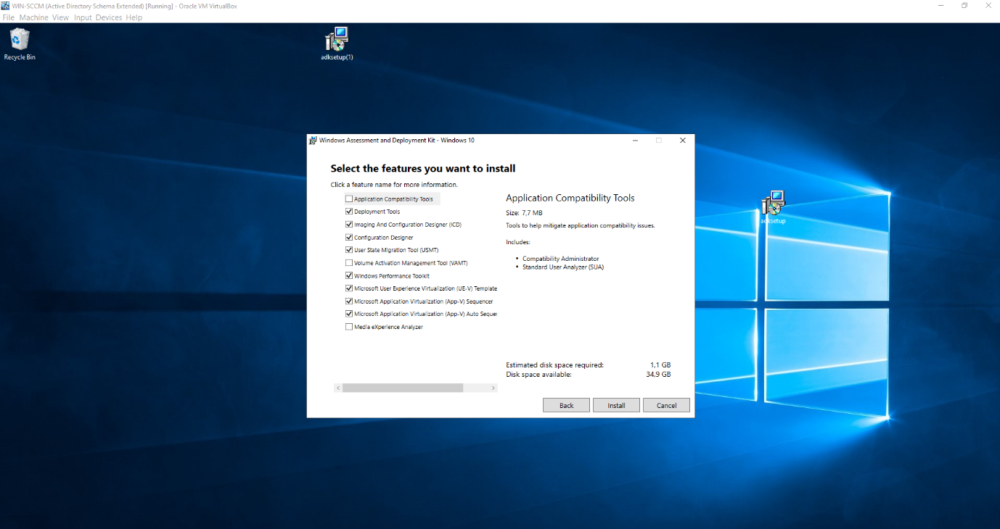 WIN-SCCM (Active Directory Schema Extended) [Running] - Oracle VM VirtualBox
File Machine View Input Devices Help
Recycle Bin
adksetup(1)
adksetup
Windows Assessment and Deployment Kit - Windows 10
Select the features you want to install
Click a feature name for more information.
Application Compatibility Tools
Deployment Tools
Imaging And Configuration Designer (ICD)
Configuration Designer
User State Migration Tool (USMT)
Volume Activation Management Tool (VAMT)
Windows Performance Toolkit
Microsoft User Experience Virtualization (UE-V) Template
Microsoft Application Virtualization (App-V) Sequencer
Microsoft Application Virtualization (App-V) Auto Sequer
Media eXperience Analyzer
Application Compatibility Tools
Size: 7,7 MB
Tools to help mitigate application compatibility issues.
Includes:
• Compatibility Administrator
• Standard User Analyzer (SUA)
Estimated disk space required: 1,1 GB
Disk space available: 34,9 GB
Back Install Cancel